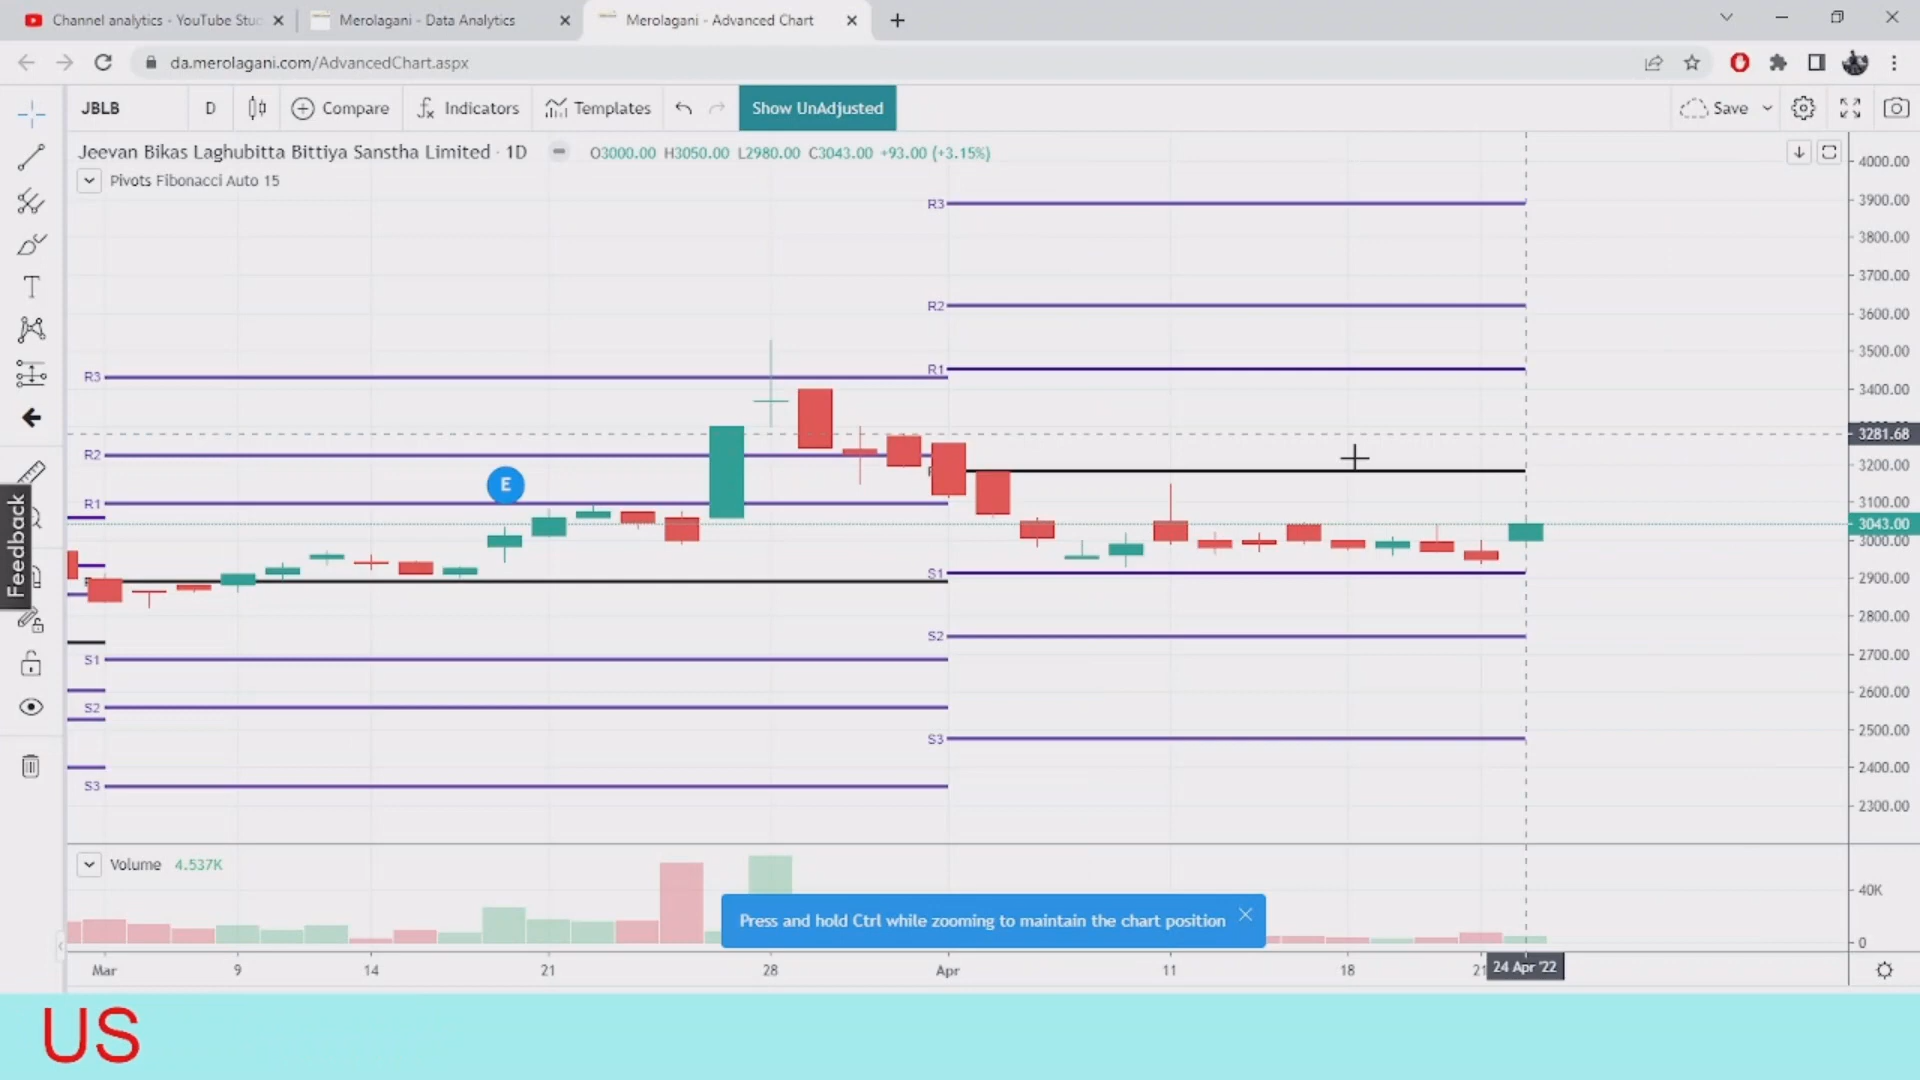 Channel analytics - YouTube Stu
Merolagani - Data Analytics
Merolagani - Advanced Chart
da.merolagani.com/AdvancedChart.aspx
JBLB
D
Compare
Indicators
Templates
Show UnAdjusted
Save
Jeevan Bikas Laghubitta Bittiya Sanstha Limited · 1D
O3000.00 H3050.00 L2980.00 C3043.00 +93.00 (+3.15%)
Pivots Fibonacci Auto 15
4000.00
3900.00
3800.00
3700.00
3600.00
3500.00
3400.00
3281.68
3200.00
3100.00
3043.00
3000.00
2900.00
2800.00
2700.00
2600.00
2500.00
2400.00
2300.00
R3
R2
R1
S1
S2
S3
R3
R2
R1
S1
S2
S3
E
Feedback
Volume 4.537K
40K
0
Press and hold Ctrl while zooming to maintain the chart position
Mar 9 14 21 28 Apr 11 18 21 24 Apr '22
US